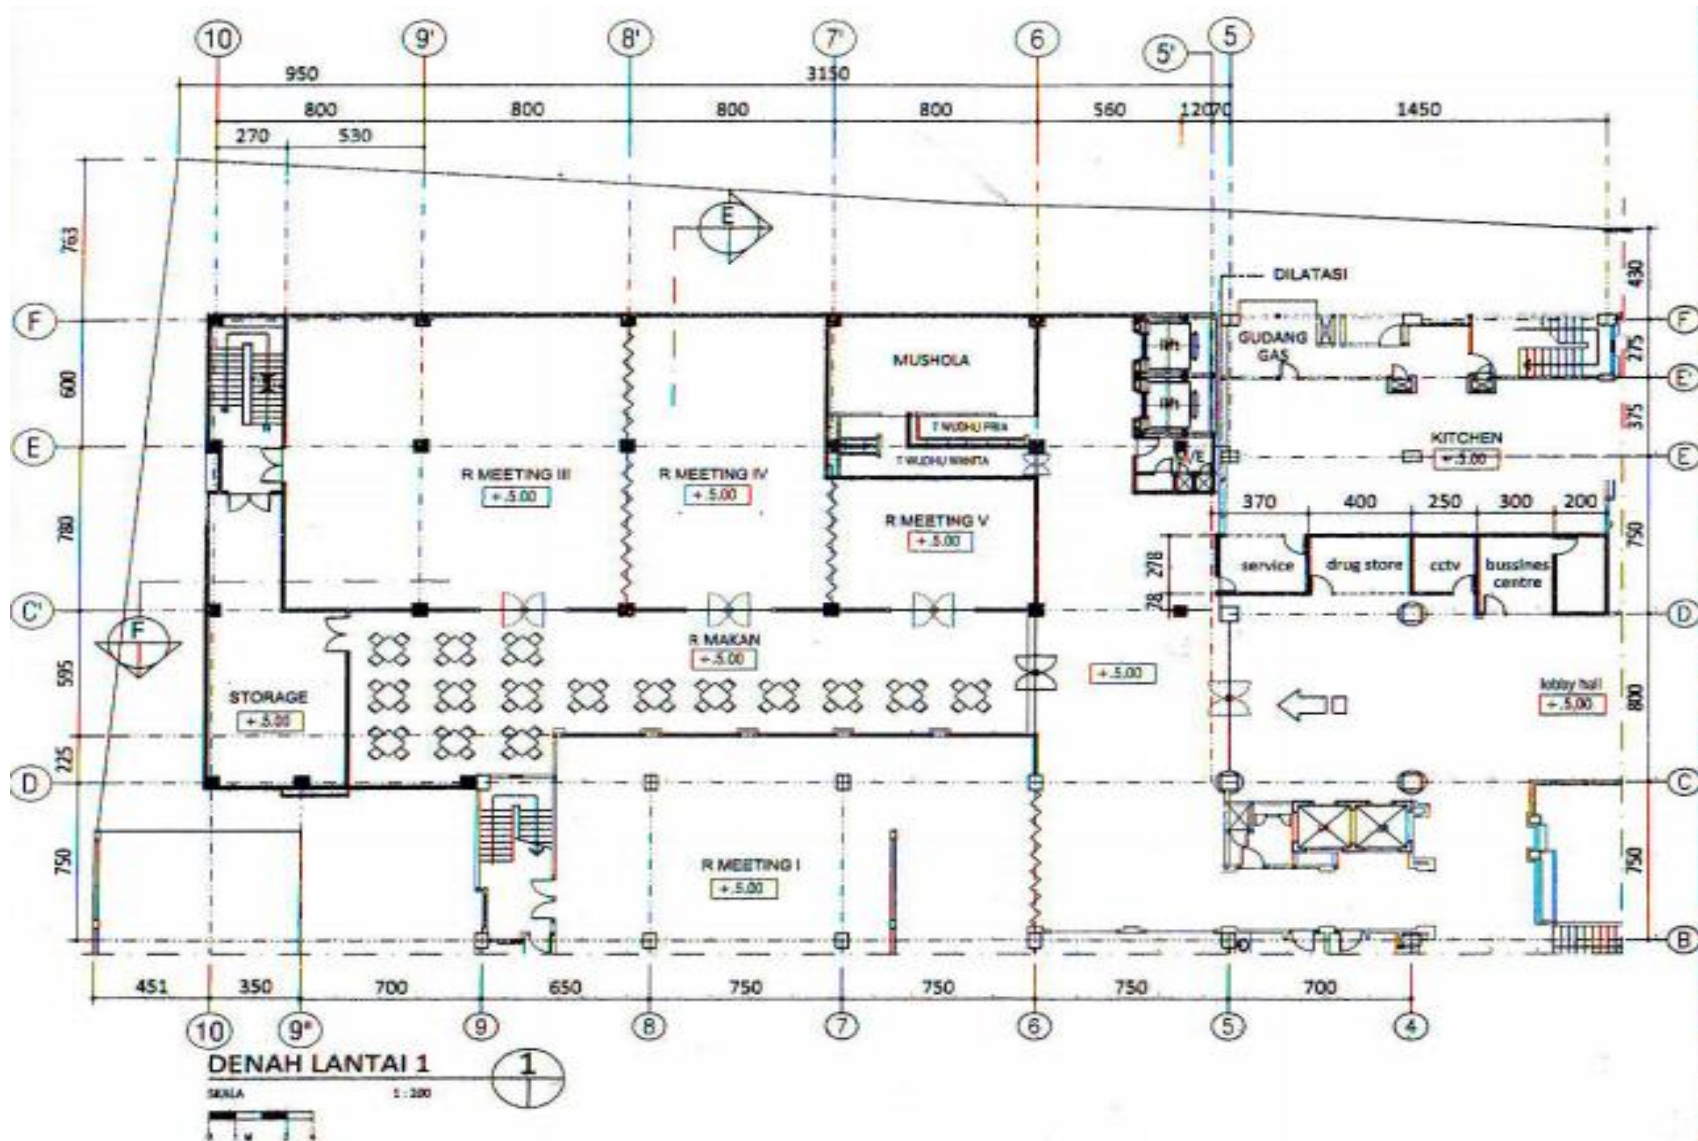 10 9' 8' 7' 6 5' 5
950 3150
800 800 800 800 560 120 70 1450
270 530
763
E
430
DILATASI
F F
GUDANG
GAS
275
lift
MUSHOLA
E'
600
lift
375
T WUDHU PRIA
E KITCHEN E
+.5.00
T WUDHU WANITA
R MEETING III R MEETING IV
+.5.00 +.5.00
370 400 250 300 200
R MEETING V
+.5.00
780 750
278
service drug store cctv bussines
centre
78
C' D
F R MAKAN
+.5.00
+.5.00
595
STORAGE
+.5.00
lobby hall
+.5.00
800
225
D C
750 750
R MEETING I
+.5.00
B
451 350 700 650 750 750 750 700
10 9" 9 8 7 6 5 4
DENAH LANTAI 1 1
SKALA 1 : 200